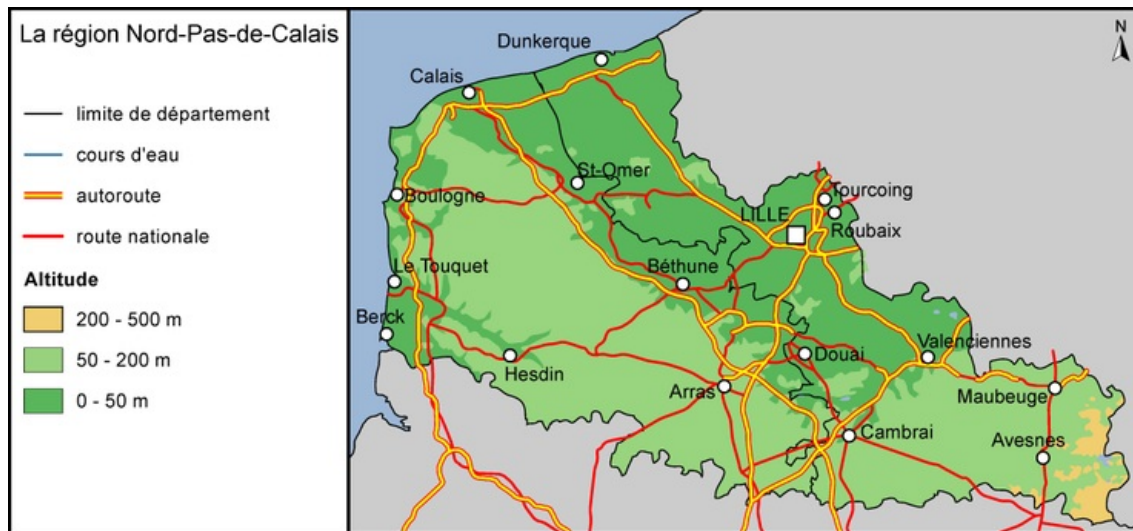 La région Nord-Pas-de-Calais
limite de département
cours d'eau
autoroute
route nationale
Altitude
200 - 500 m
50 - 200 m
0 - 50 m
N
Dunkerque
Calais
St-Omer
Tourcoing
Boulogne
LILLE
Roubaix
Le Touquet
Béthune
Berck
Valenciennes
Douai
Hesdin
Arras
Maubeuge
Cambrai
Avesnes